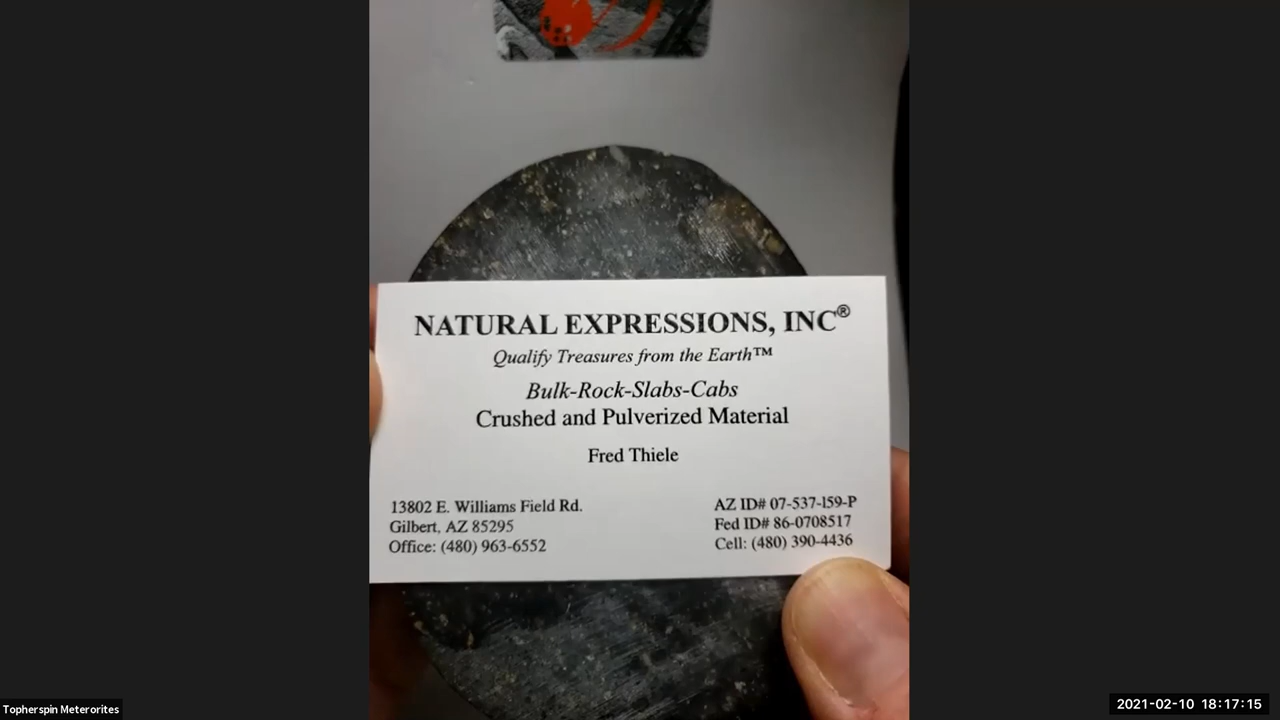 NATURAL EXPRESSIONS, INC®
Qualify Treasures from the Earth™
Bulk-Rock-Slabs-Cabs
Crushed and Pulverized Material
Fred Thiele
13802 E. Williams Field Rd.
Gilbert, AZ 85295
Office: (480) 963-6552
AZ ID# 07-537-159-P
Fed ID# 86-0708517
Cell: (480) 390-4436
Topherspin Meterorites
2021-02-10 18:17:15